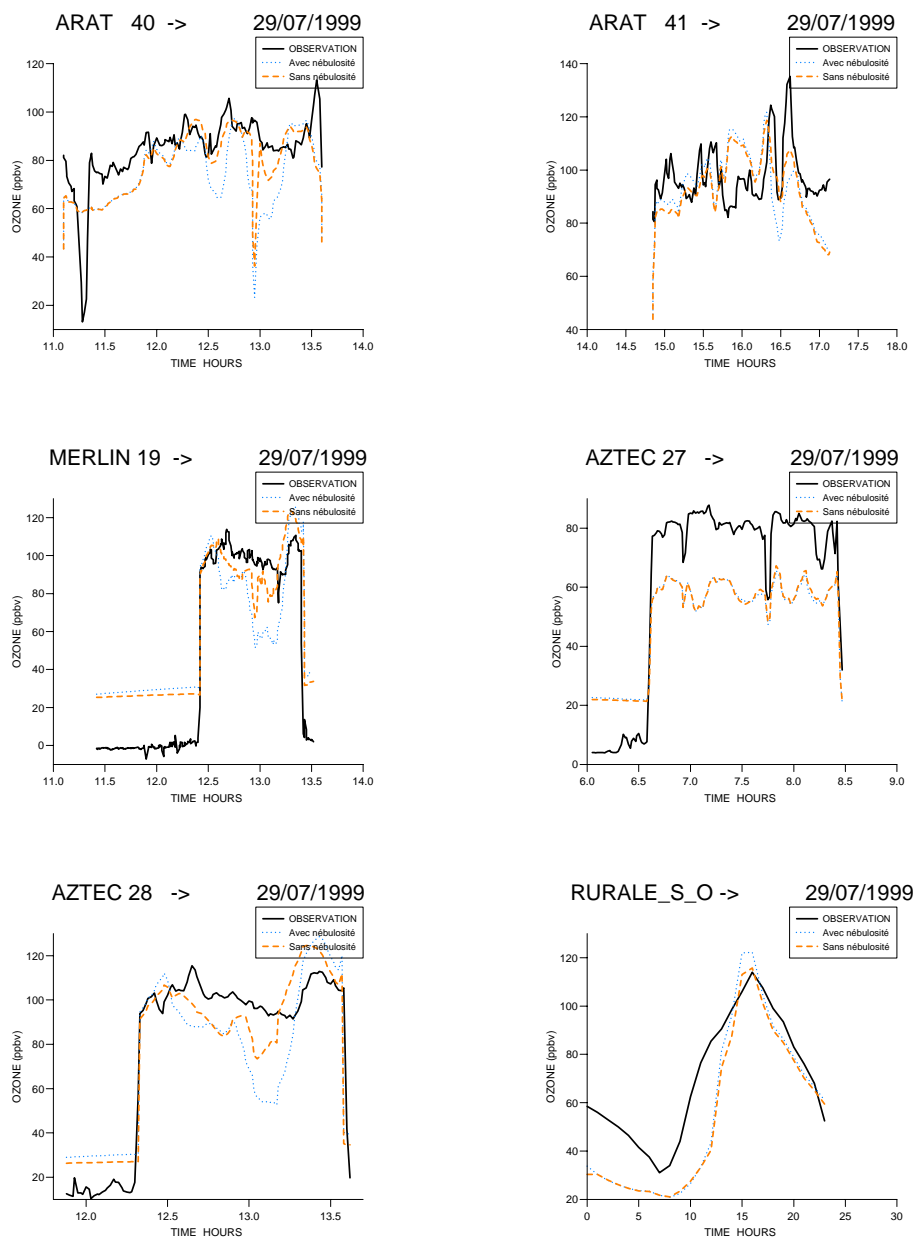 ARAT 40 -> 29/07/1999
OBSERVATION
Avec nébulosité
Sans nébulosité
OZONE (ppbv)
120
100
80
60
40
20
11.0 11.5 12.0 12.5 13.0 13.5 14.0
TIME HOURS
ARAT 41 -> 29/07/1999
OBSERVATION
Avec nébulosité
Sans nébulosité
OZONE (ppbv)
140
120
100
80
60
40
14.0 14.5 15.0 15.5 16.0 16.5 17.0 17.5 18.0
TIME HOURS
MERLIN 19 -> 29/07/1999
OBSERVATION
Avec nébulosité
Sans nébulosité
OZONE (ppbv)
120
100
80
60
40
20
0
11.0 11.5 12.0 12.5 13.0 13.5 14.0
TIME HOURS
AZTEC 27 -> 29/07/1999
OBSERVATION
Avec nébulosité
Sans nébulosité
OZONE (ppbv)
80
60
40
20
0
6.0 6.5 7.0 7.5 8.0 8.5 9.0
TIME HOURS
AZTEC 28 -> 29/07/1999
OBSERVATION
Avec nébulosité
Sans nébulosité
OZONE (ppbv)
120
100
80
60
40
20
12.0 12.5 13.0 13.5
TIME HOURS
RURALE_S_O -> 29/07/1999
OBSERVATION
Avec nébulosité
Sans nébulosité
OZONE (ppbv)
120
100
80
60
40
20
0 5 10 15 20 25 30
TIME HOURS